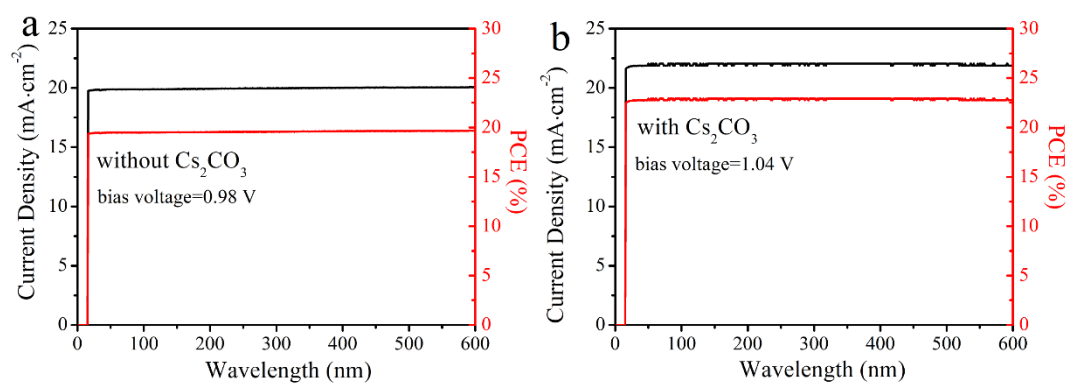 a
25
20
15
10
5
0
Current Density (mA·cm⁻²)
30
25
20
15
10
5
0
PCE (%)
without Cs₂CO₃
bias voltage=0.98 V
0 100 200 300 400 500 600
Wavelength (nm)
b
25
20
15
10
5
0
Current Density (mA·cm⁻²)
30
25
20
15
10
5
0
PCE (%)
with Cs₂CO₃
bias voltage=1.04 V
0 100 200 300 400 500 600
Wavelength (nm)